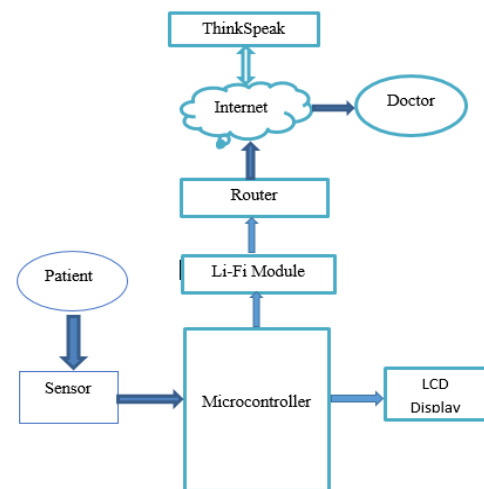 ThinkSpeak
Internet
Doctor
Router
Li-Fi Module
Patient
Sensor
Microcontroller
LCD
Display